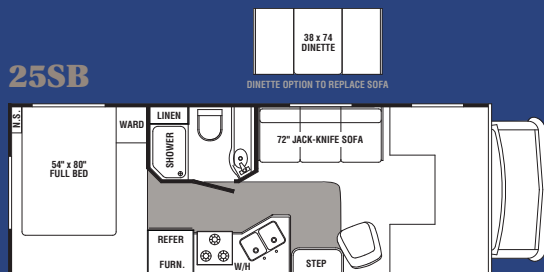 38 x 74
DINETTE
25SB
DINETTE OPTION TO REPLACE SOFA
N.S.
WARD
LINEN
SHOWER
72" JACK-KNIFE SOFA
54" x 80"
FULL BED
REFER
FURN.
W/H
STEP